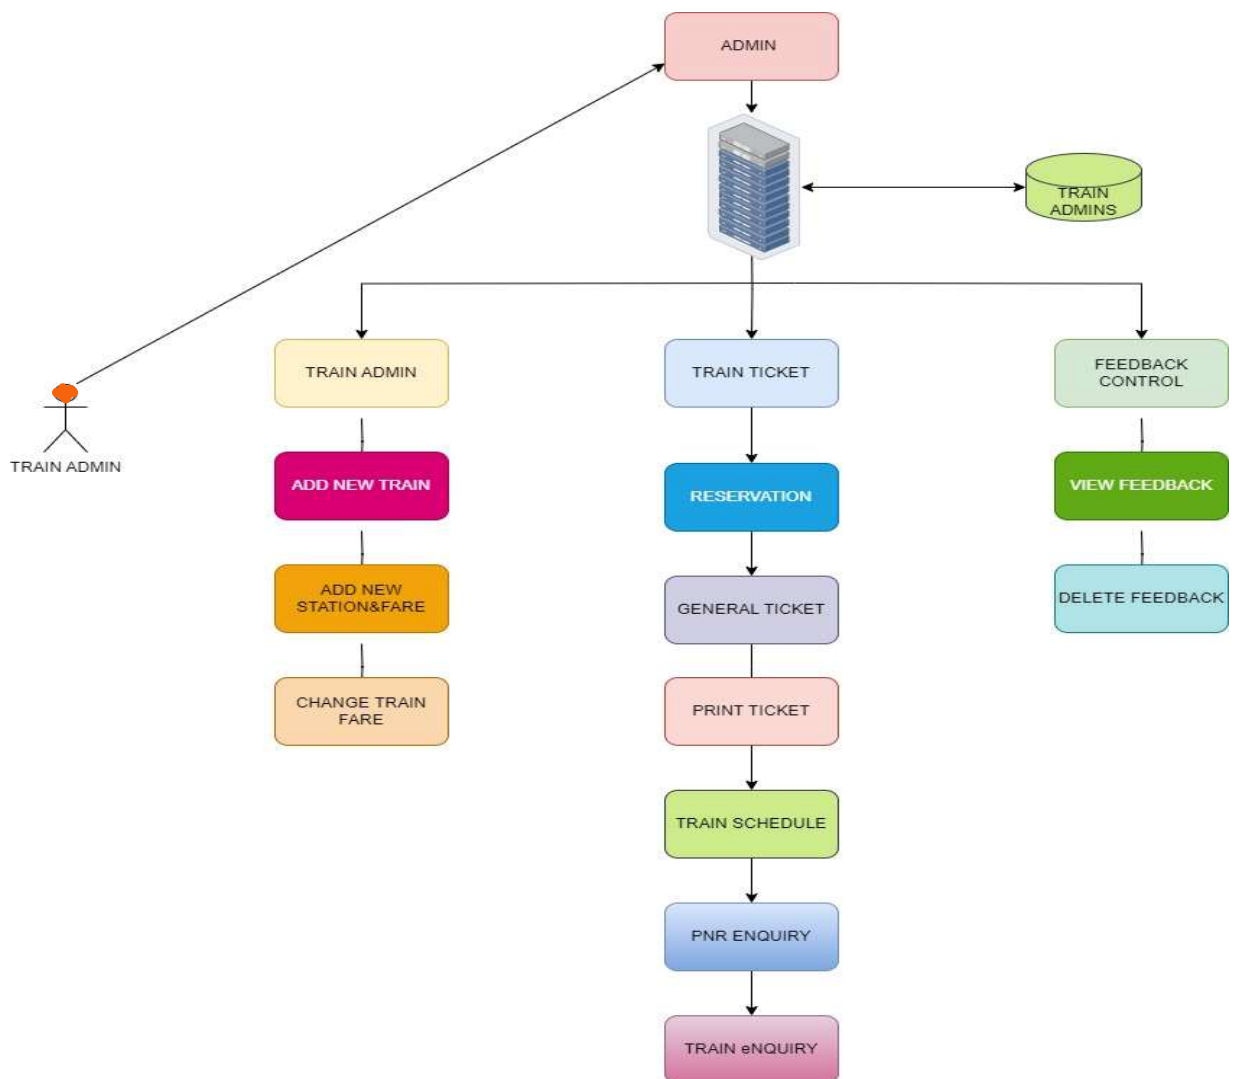 ADMIN
TRAIN
ADMINS
TRAIN ADMIN
TRAIN TICKET
FEEDBACK
CONTROL
TRAIN ADMIN
ADD NEW TRAIN
RESERVATION
VIEW FEEDBACK
ADD NEW
STATION&FARE
GENERAL TICKET
DELETE FEEDBACK
CHANGE TRAIN
FARE
PRINT TICKET
TRAIN SCHEDULE
PNR ENQUIRY
TRAIN eNQUIRY